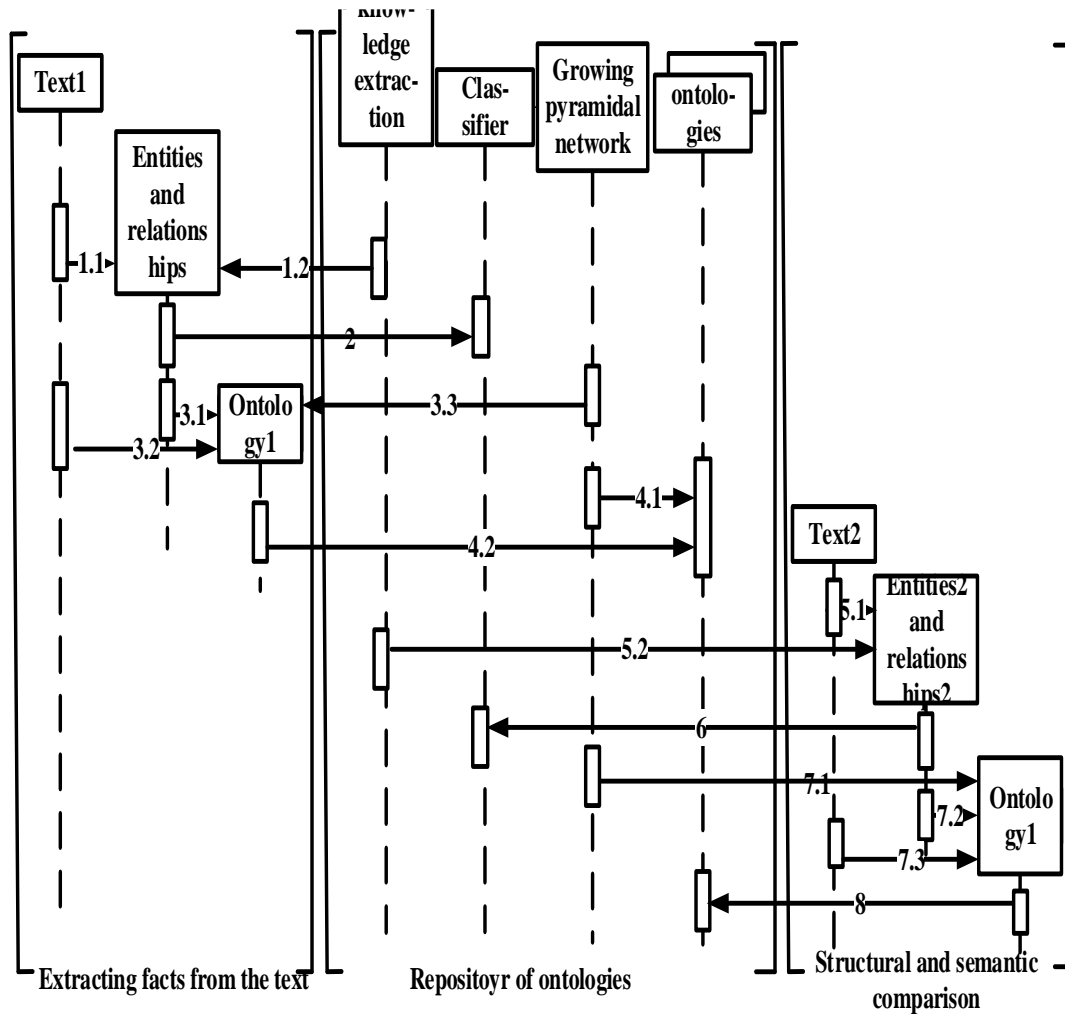 know-
ledge
extrac-
tion
Text1
Clas-
sifier
Growing
pyramidal
network
ontolo-
gies
Entities
and
relations
hips
1.1
1.2
2
3.1
3.2
3.3
Ontolo
gy1
4.1
4.2
Text2
5.1
Entities2
and
relations
hips2
5.2
6
7.1
7.2
7.3
Ontolo
gy1
8
Extracting facts from the text
Repositoyr of ontologies
Structural and semantic
comparison